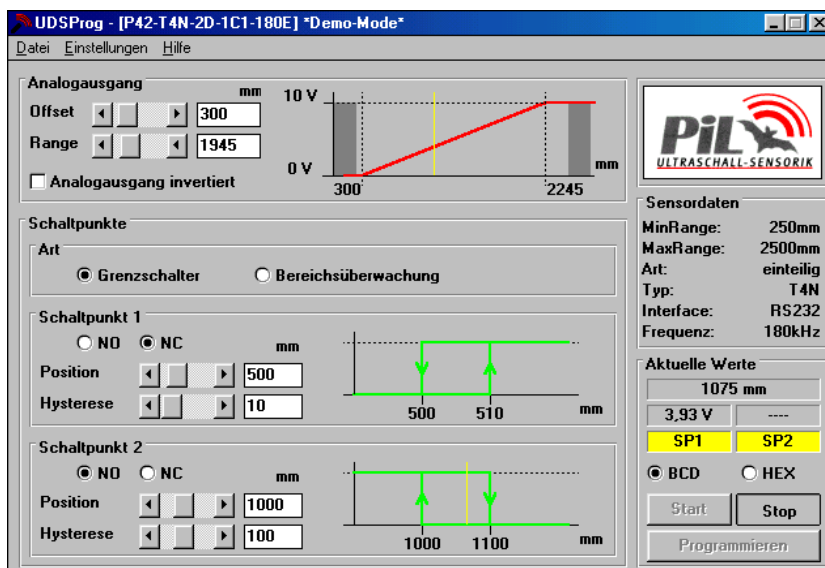 UDSProg - [P42-T4N-2D-1C1-180E] *Demo-Mode*
Datei Einstellungen Hilfe
Analogausgang
mm
Offset 300
Range 1945
Analogausgang invertiert
10 V
0 V
mm
300 2245
PiL
ULTRASCHALL-SENSORIK
Schaltpunkte
Art
Grenzschalter Bereichsüberwachung
Schaltpunkt 1
NO NC mm
Position 500
Hysterese 10
500 510 mm
Schaltpunkt 2
NO NC mm
Position 1000
Hysterese 100
1000 1100 mm
Sensordaten
MinRange: 250mm
MaxRange: 2500mm
Art: einteilig
Typ: T4N
Interface: RS232
Frequenz: 180kHz
Aktuelle Werte
1075 mm
3,93 V ----
SP1 SP2
BCD HEX
Start Stop
Programmieren